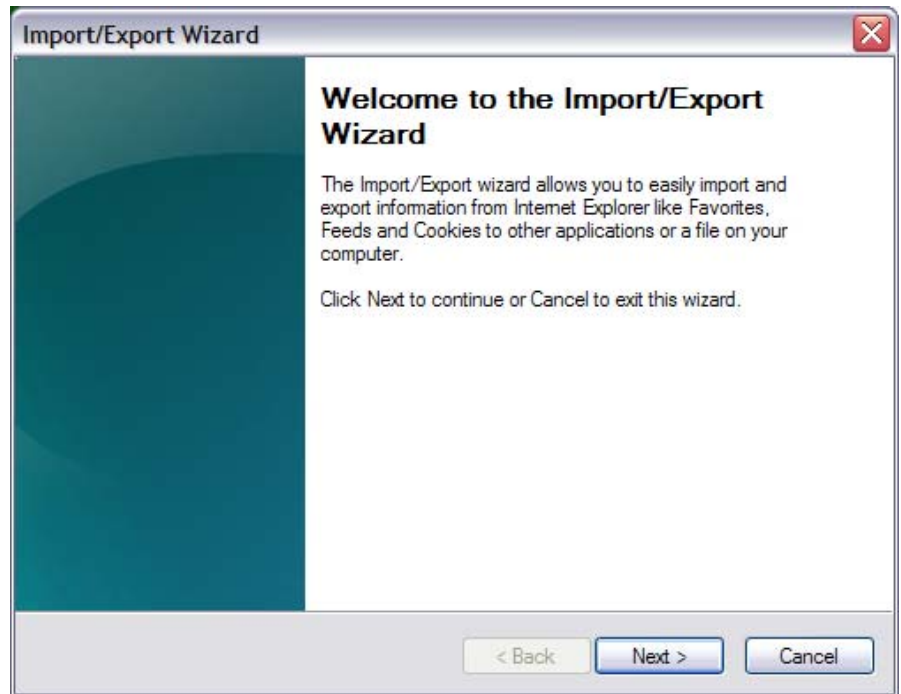 Import/Export Wizard
Welcome to the Import/Export
Wizard
The Import/Export wizard allows you to easily import and
export information from Internet Explorer like Favorites,
Feeds and Cookies to other applications or a file on your
computer.
Click Next to continue or Cancel to exit this wizard.
< Back
Next >
Cancel